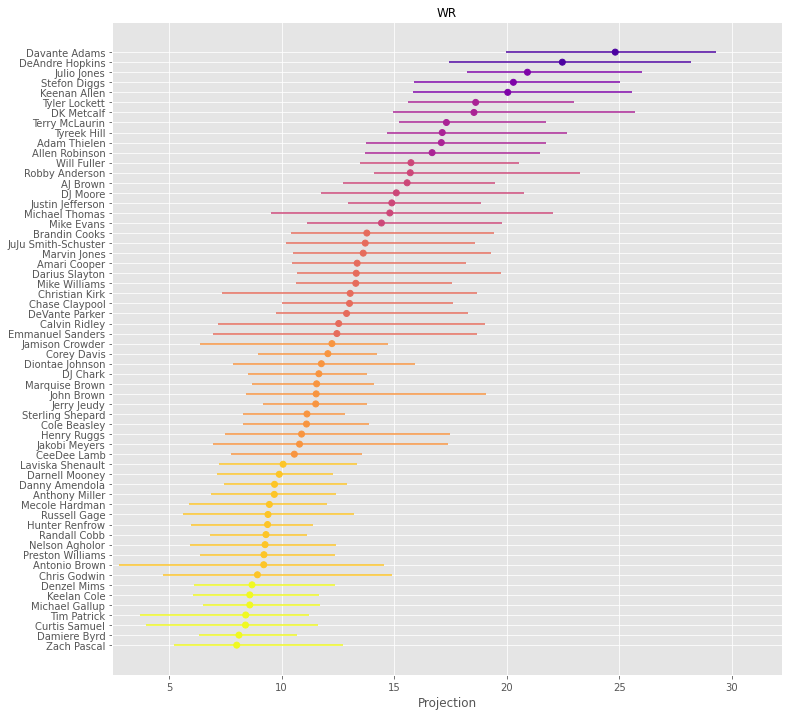 WR
Davante Adams
DeAndre Hopkins
Julio Jones
Stefon Diggs
Keenan Allen
Tyler Lockett
DK Metcalf
Terry McLaurin
Tyreek Hill
Adam Thielen
Allen Robinson
Will Fuller
Robby Anderson
AJ Brown
DJ Moore
Justin Jefferson
Michael Thomas
Mike Evans
Brandin Cooks
JuJu Smith-Schuster
Marvin Jones
Amari Cooper
Darius Slayton
Mike Williams
Christian Kirk
Chase Claypool
DeVante Parker
Calvin Ridley
Emmanuel Sanders
Jamison Crowder
Corey Davis
Diontae Johnson
DJ Chark
Marquise Brown
John Brown
Jerry Jeudy
Sterling Shepard
Cole Beasley
Henry Ruggs
Jakobi Meyers
CeeDee Lamb
Laviska Shenault
Darnell Mooney
Danny Amendola
Anthony Miller
Mecole Hardman
Russell Gage
Hunter Renfrow
Randall Cobb
Nelson Agholor
Preston Williams
Antonio Brown
Chris Godwin
Denzel Mims
Keelan Cole
Michael Gallup
Tim Patrick
Curtis Samuel
Damiere Byrd
Zach Pascal
5 10 15 20 25 30
Projection